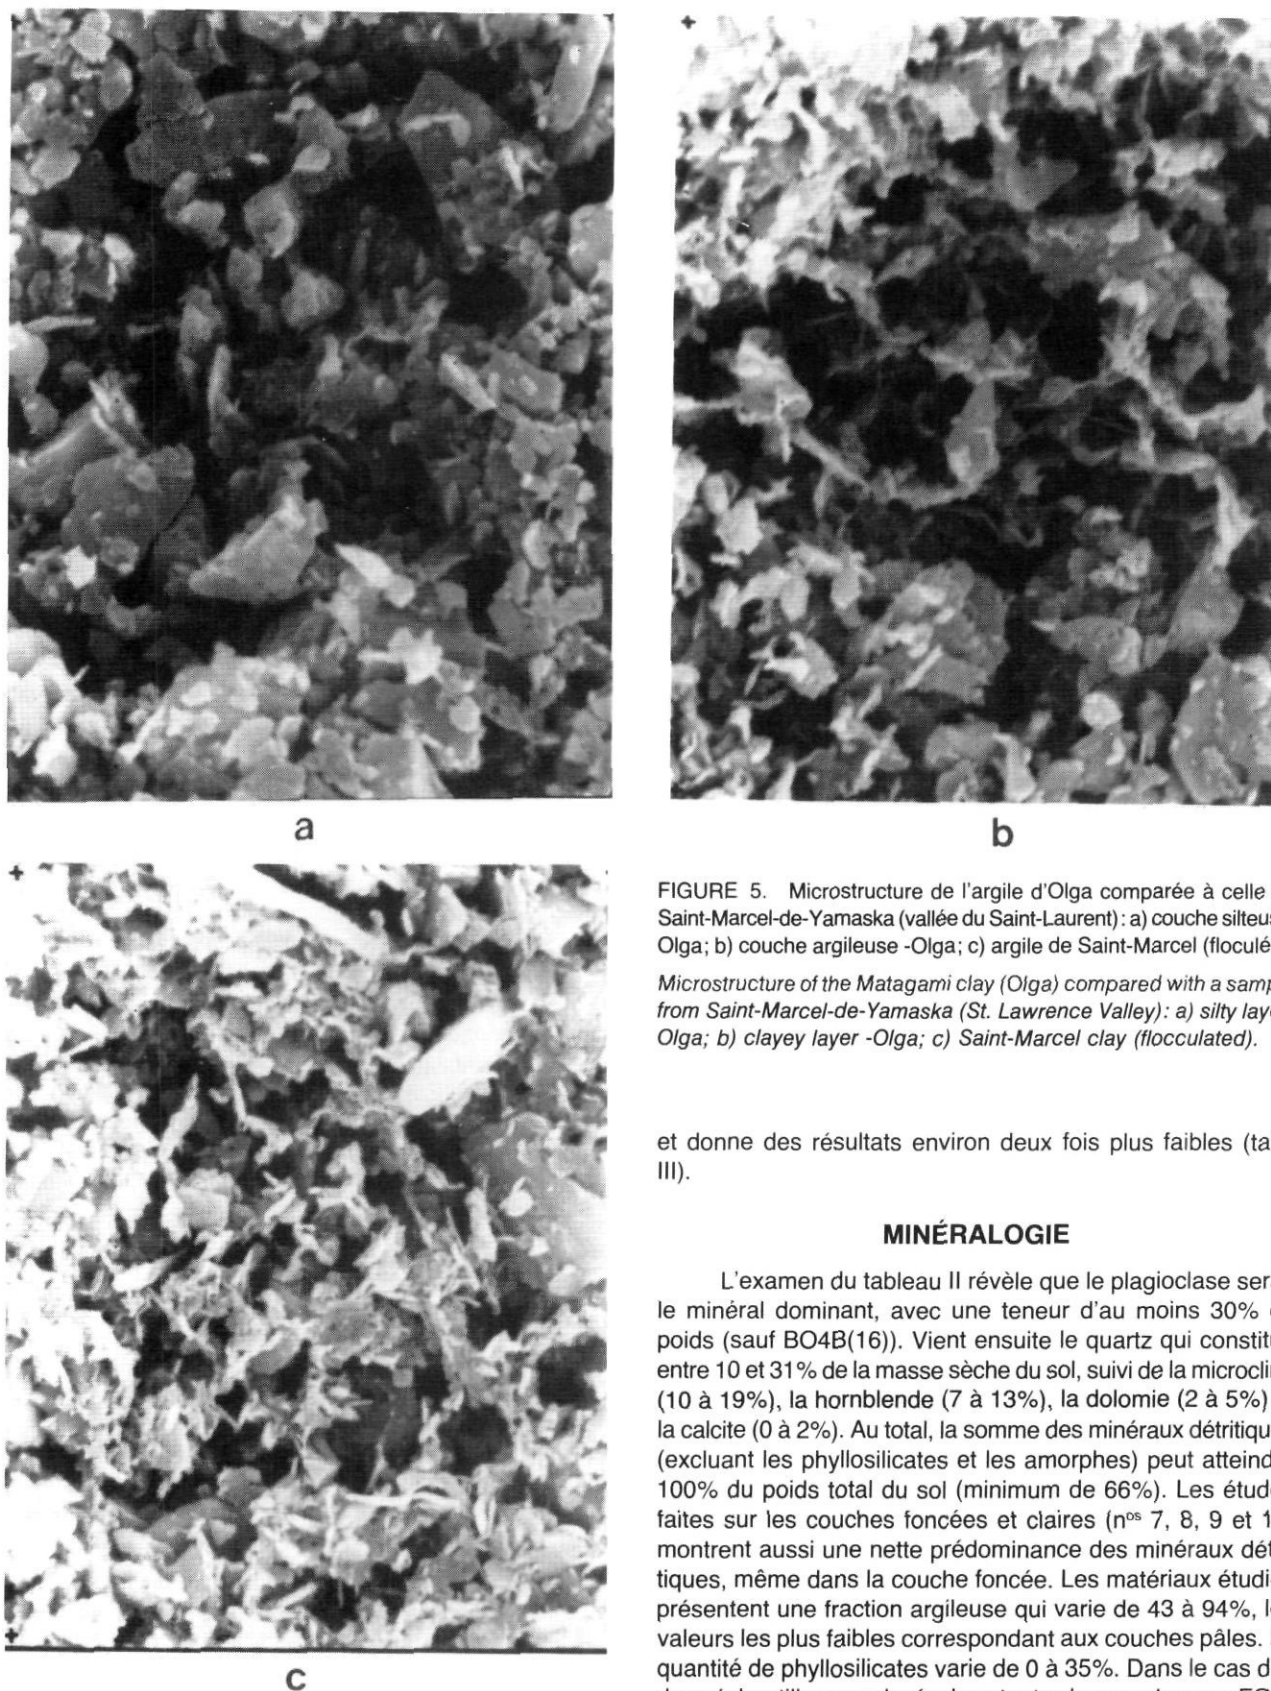 a
b
c
FIGURE 5. Microstructure de l'argile d'Olga comparée à celle
Saint-Marcel-de-Yamaska (vallée du Saint-Laurent) : a) couche silteus
Olga; b) couche argileuse -Olga; c) argile de Saint-Marcel (floculé
Microstructure of the Matagami clay (Olga) compared with a samp
from Saint-Marcel-de-Yamaska (St. Lawrence Valley): a) silty lay
Olga; b) clayey layer -Olga; c) Saint-Marcel clay (flocculated).
et donne des résultats environ deux fois plus faibles (ta
III).
MINÉRALOGIE
L'examen du tableau II révèle que le plagioclase ser
le minéral dominant, avec une teneur d'au moins 30%
poids (sauf BO4B(16)). Vient ensuite le quartz qui constit
entre 10 et 31% de la masse sèche du sol, suivi de la microcli
(10 à 19%), la hornblende (7 à 13%), la dolomie (2 à 5%)
la calcite (0 à 2%). Au total, la somme des minéraux détritiqu
(excluant les phyllosilicates et les amorphes) peut atteind
100% du poids total du sol (minimum de 66%). Les étud
faites sur les couches foncées et claires (nos 7, 8, 9 et 1
montrent aussi une nette prédominance des minéraux dét
tiques, même dans la couche foncée. Les matériaux étudi
présentent une fraction argileuse qui varie de 43 à 94%, l
valeurs les plus faibles correspondant aux couches pâles.
quantité de phyllosilicates varie de 0 à 35%. Dans le cas d